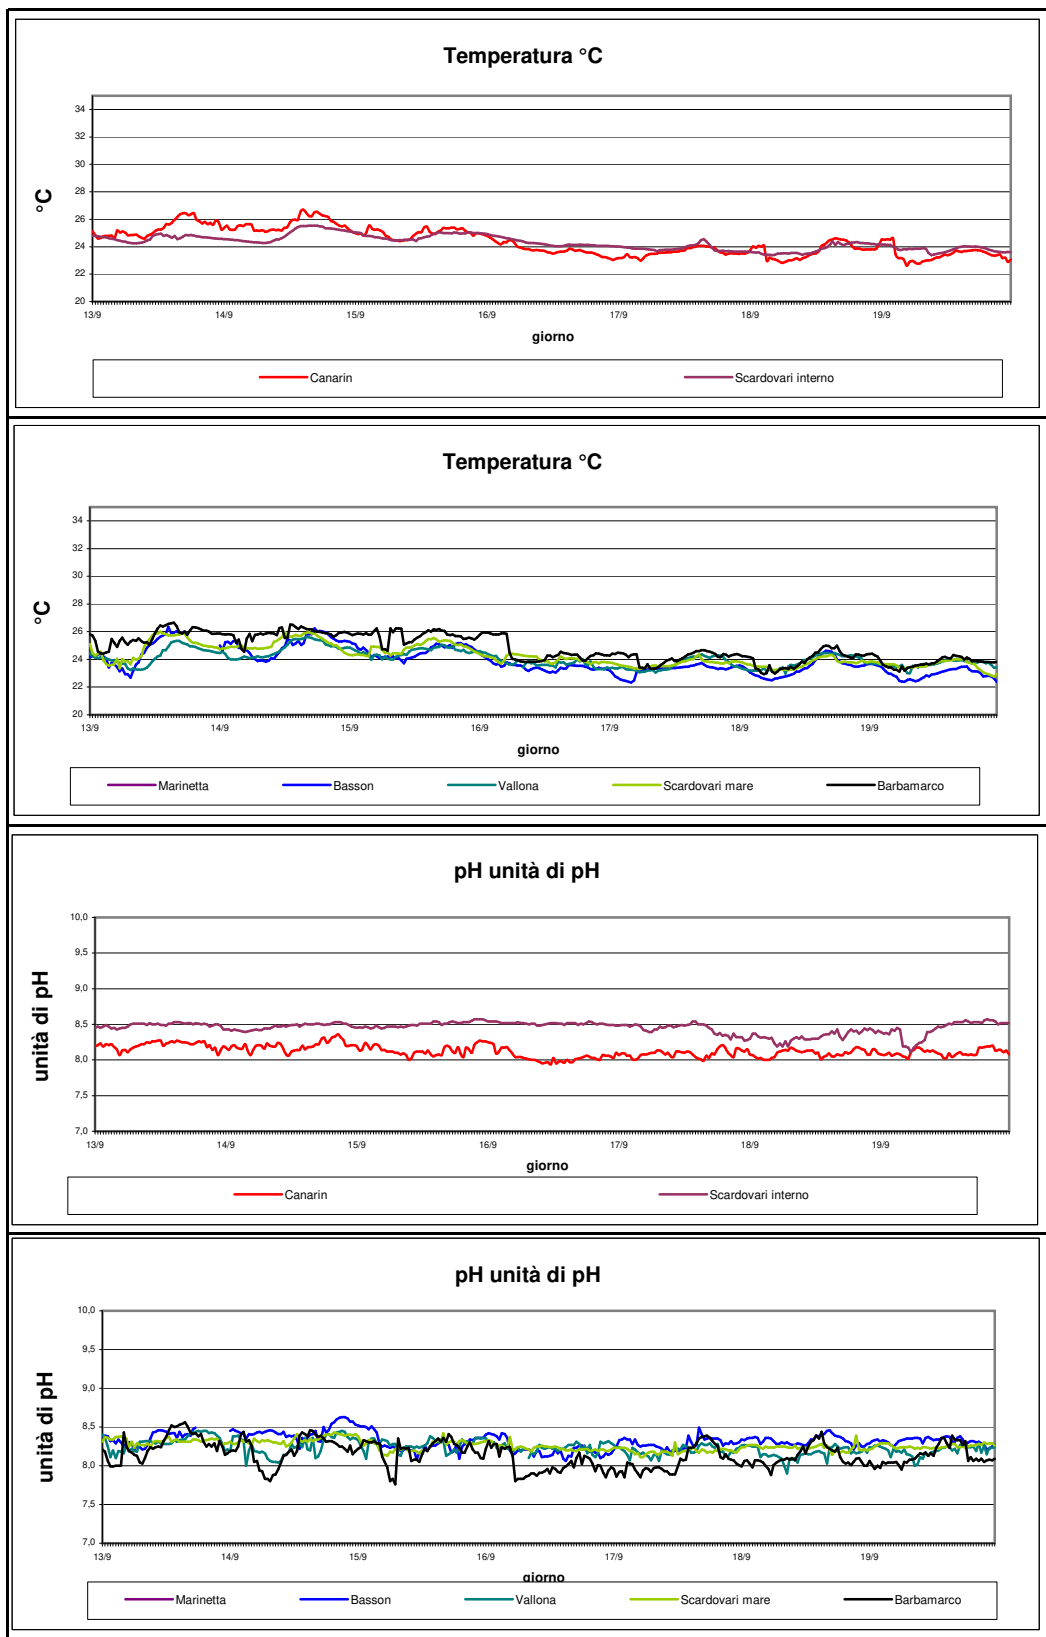 Temperatura °C
34
32
30
28
26
24
22
20
°C
13/9 14/9 15/9 16/9 17/9 18/9 19/9
giorno
Canarin Scardovari interno
Temperatura °C
34
32
30
28
26
24
22
20
°C
13/9 14/9 15/9 16/9 17/9 18/9 19/9
giorno
Marinetta Basson Vallona Scardovari mare Barbamarco
pH unità di pH
10,0
9,5
9,0
8,5
8,0
7,5
7,0
unità di pH
13/9 14/9 15/9 16/9 17/9 18/9 19/9
giorno
Canarin Scardovari interno
pH unità di pH
10,0
9,5
9,0
8,5
8,0
7,5
7,0
unità di pH
13/9 14/9 15/9 16/9 17/9 18/9 19/9
giorno
Marinetta Basson Vallona Scardovari mare Barbamarco